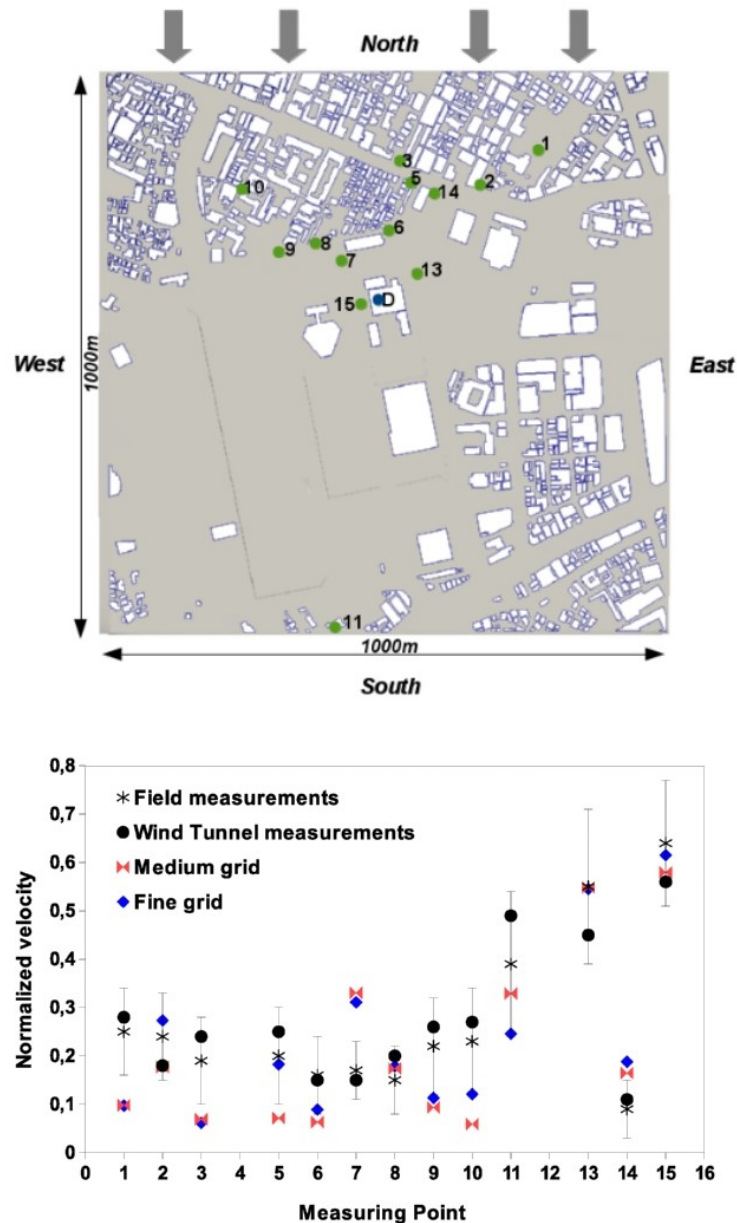 North
1
3
5
2
10
14
6
8
9
7
13
15
D
West
1000m
East
11
1000m
South
0,8
0,7
0,6
0,5
0,4
0,3
0,2
0,1
0
Normalized velocity
Field measurements
Wind Tunnel measurements
Medium grid
Fine grid
0 1 2 3 4 5 6 7 8 9 10 11 12 13 14 15 16
Measuring Point